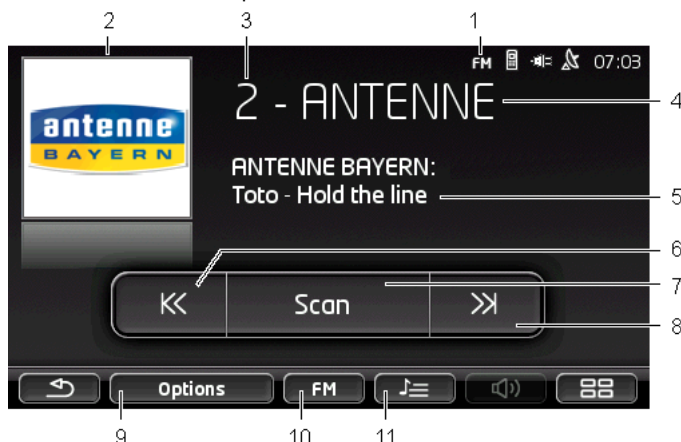 2 3 1
FM 07:03
2 - ANTENNE 4
antenne
BAYERN
ANTENNE BAYERN:
Toto - Hold the line 5
6
Scan 7
8
Options FM
9 10 11